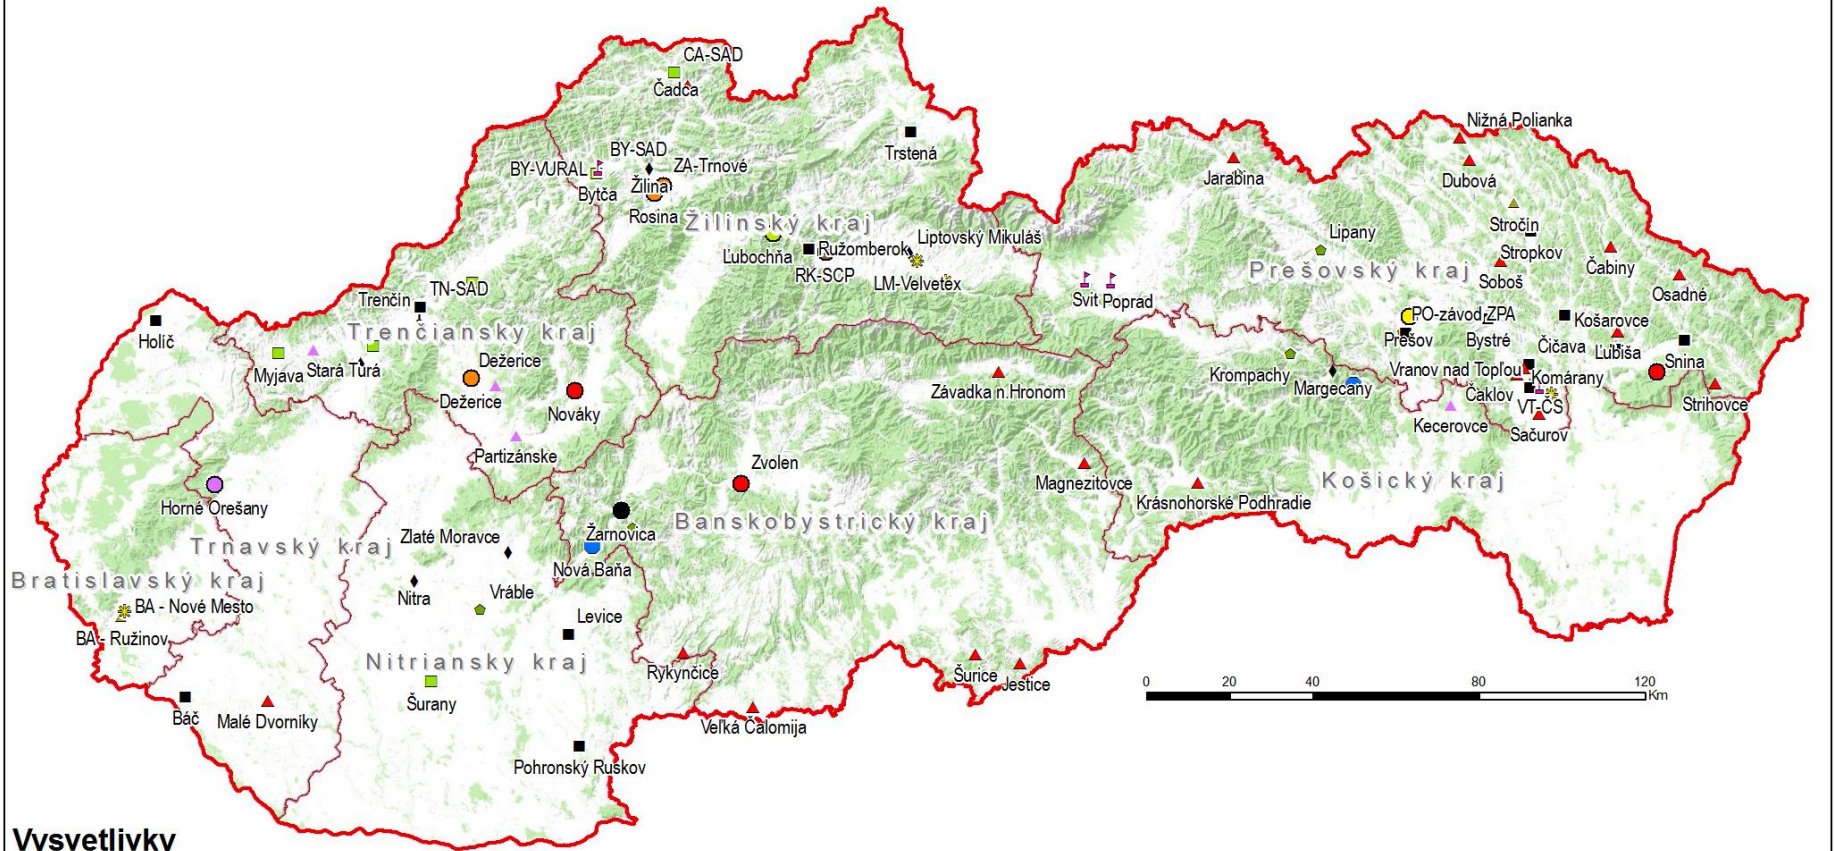 CA-SAD
Čadča
Nižná Polianka
Trstená
BY-SAD
BY-VURAL
ZA-Trnové
Bytča
Žilina
Rosina
Jarabina
Dubová
Stročín
Stropkov
Žilinský kraj
Liptovský Mikuláš
Lipany
Ľubochňa
Ružomberok
RK-SCP
LM-Velvetex
Prešovský kraj
Soboš
Čabiny
Osadné
Svit
Poprad
TN-SAD
Trenčín
Trenčiansky kraj
Holíč
PO-závod ZPA
Prešov
Bystré
Košarovce
Čičava
Ľubiša
Snina
Myjava
Stará Turá
Dežerice
Dežerice
Nováky
Závadka n.Hronom
Krompachy
Margecany
Vranov nad Topľou
Komárany
Čaklov
VT-ČS
Strihovce
Kecerovce
Sačurov
Partizánske
Zvolen
Magnezitovce
Košický kraj
Krásnohorské Podhradie
Horné Orešany
Banskobystrický kraj
Žarnovica
Zlaté Moravce
Trnavský kraj
Nová Baňa
Bratislavský kraj
Nitra
Vráble
BA - Nové Mesto
BA - Ružinov
Levice
Nitriansky kraj
Rykynčice
Šurice
Jestice
Šurany
Báč
Malé Dvorníky
Veľká Čalomija
Pohronský Ruskov
0 20 40 80 120
Km
Vysvetlivky